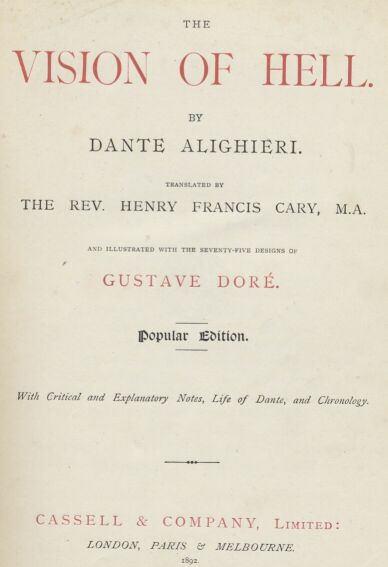 THE
VISION OF HELL.
BY
DANTE ALIGHIERI.
TRANSLATED BY
THE REV. HENRY FRANCIS CARY, M.A.
AND ILLUSTRATED WITH THE SEVENTY-FIVE DESIGNS OF
GUSTAVE DORÉ.
Popular Edition.
With Critical and Explanatory Notes, Life of Dante, and Chronology.
CASSELL & COMPANY, LIMITED:
LONDON, PARIS & MELBOURNE.
1892.